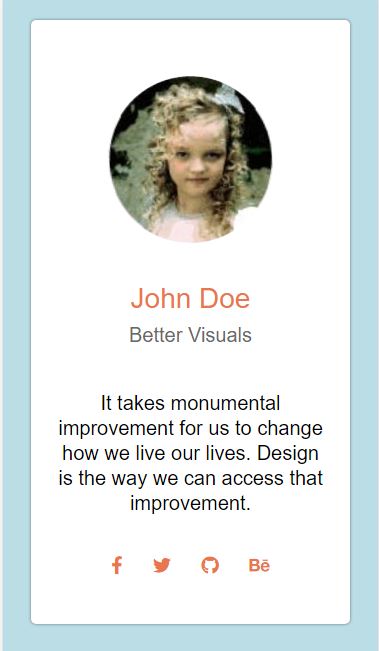 John Doe
Better Visuals
It takes monumental
improvement for us to change
how we live our lives. Design
is the way we can access that
improvement.
Bē